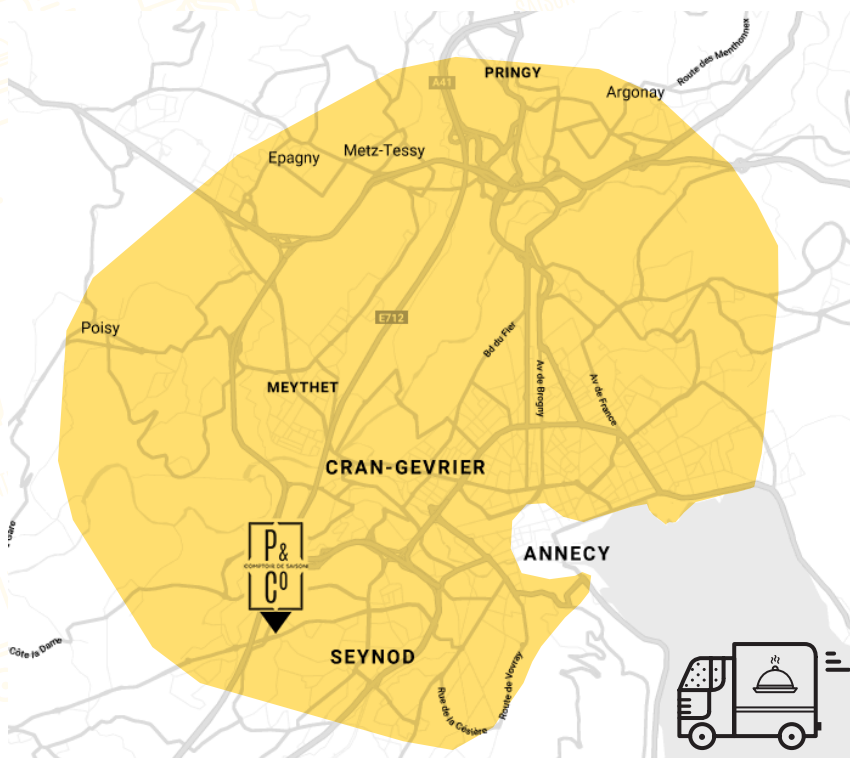 Route des Menthonnex
PRINGY
A41
Argonay
Metz-Tessy
Epagny
E712
Poisy
Bd du Fier
Av de Brogny
Av de France
MEYTHET
CRAN-GEVRIER
P&
COMPTOIR DE SAISON
Co
ANNECY
Côte la Dame
SEYNOD
Rue de la Césière
Route de Vovray